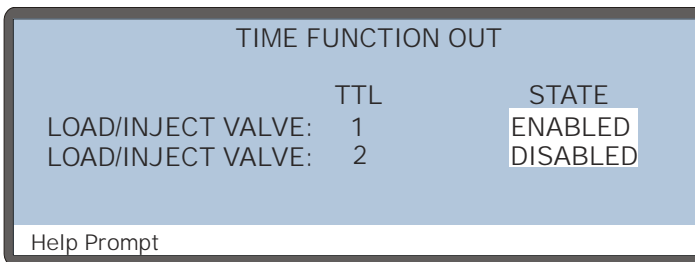 TIME FUNCTION OUT
TTL STATE
LOAD/INJECT VALVE: 1 ENABLED
LOAD/INJECT VALVE: 2 DISABLED
Help Prompt